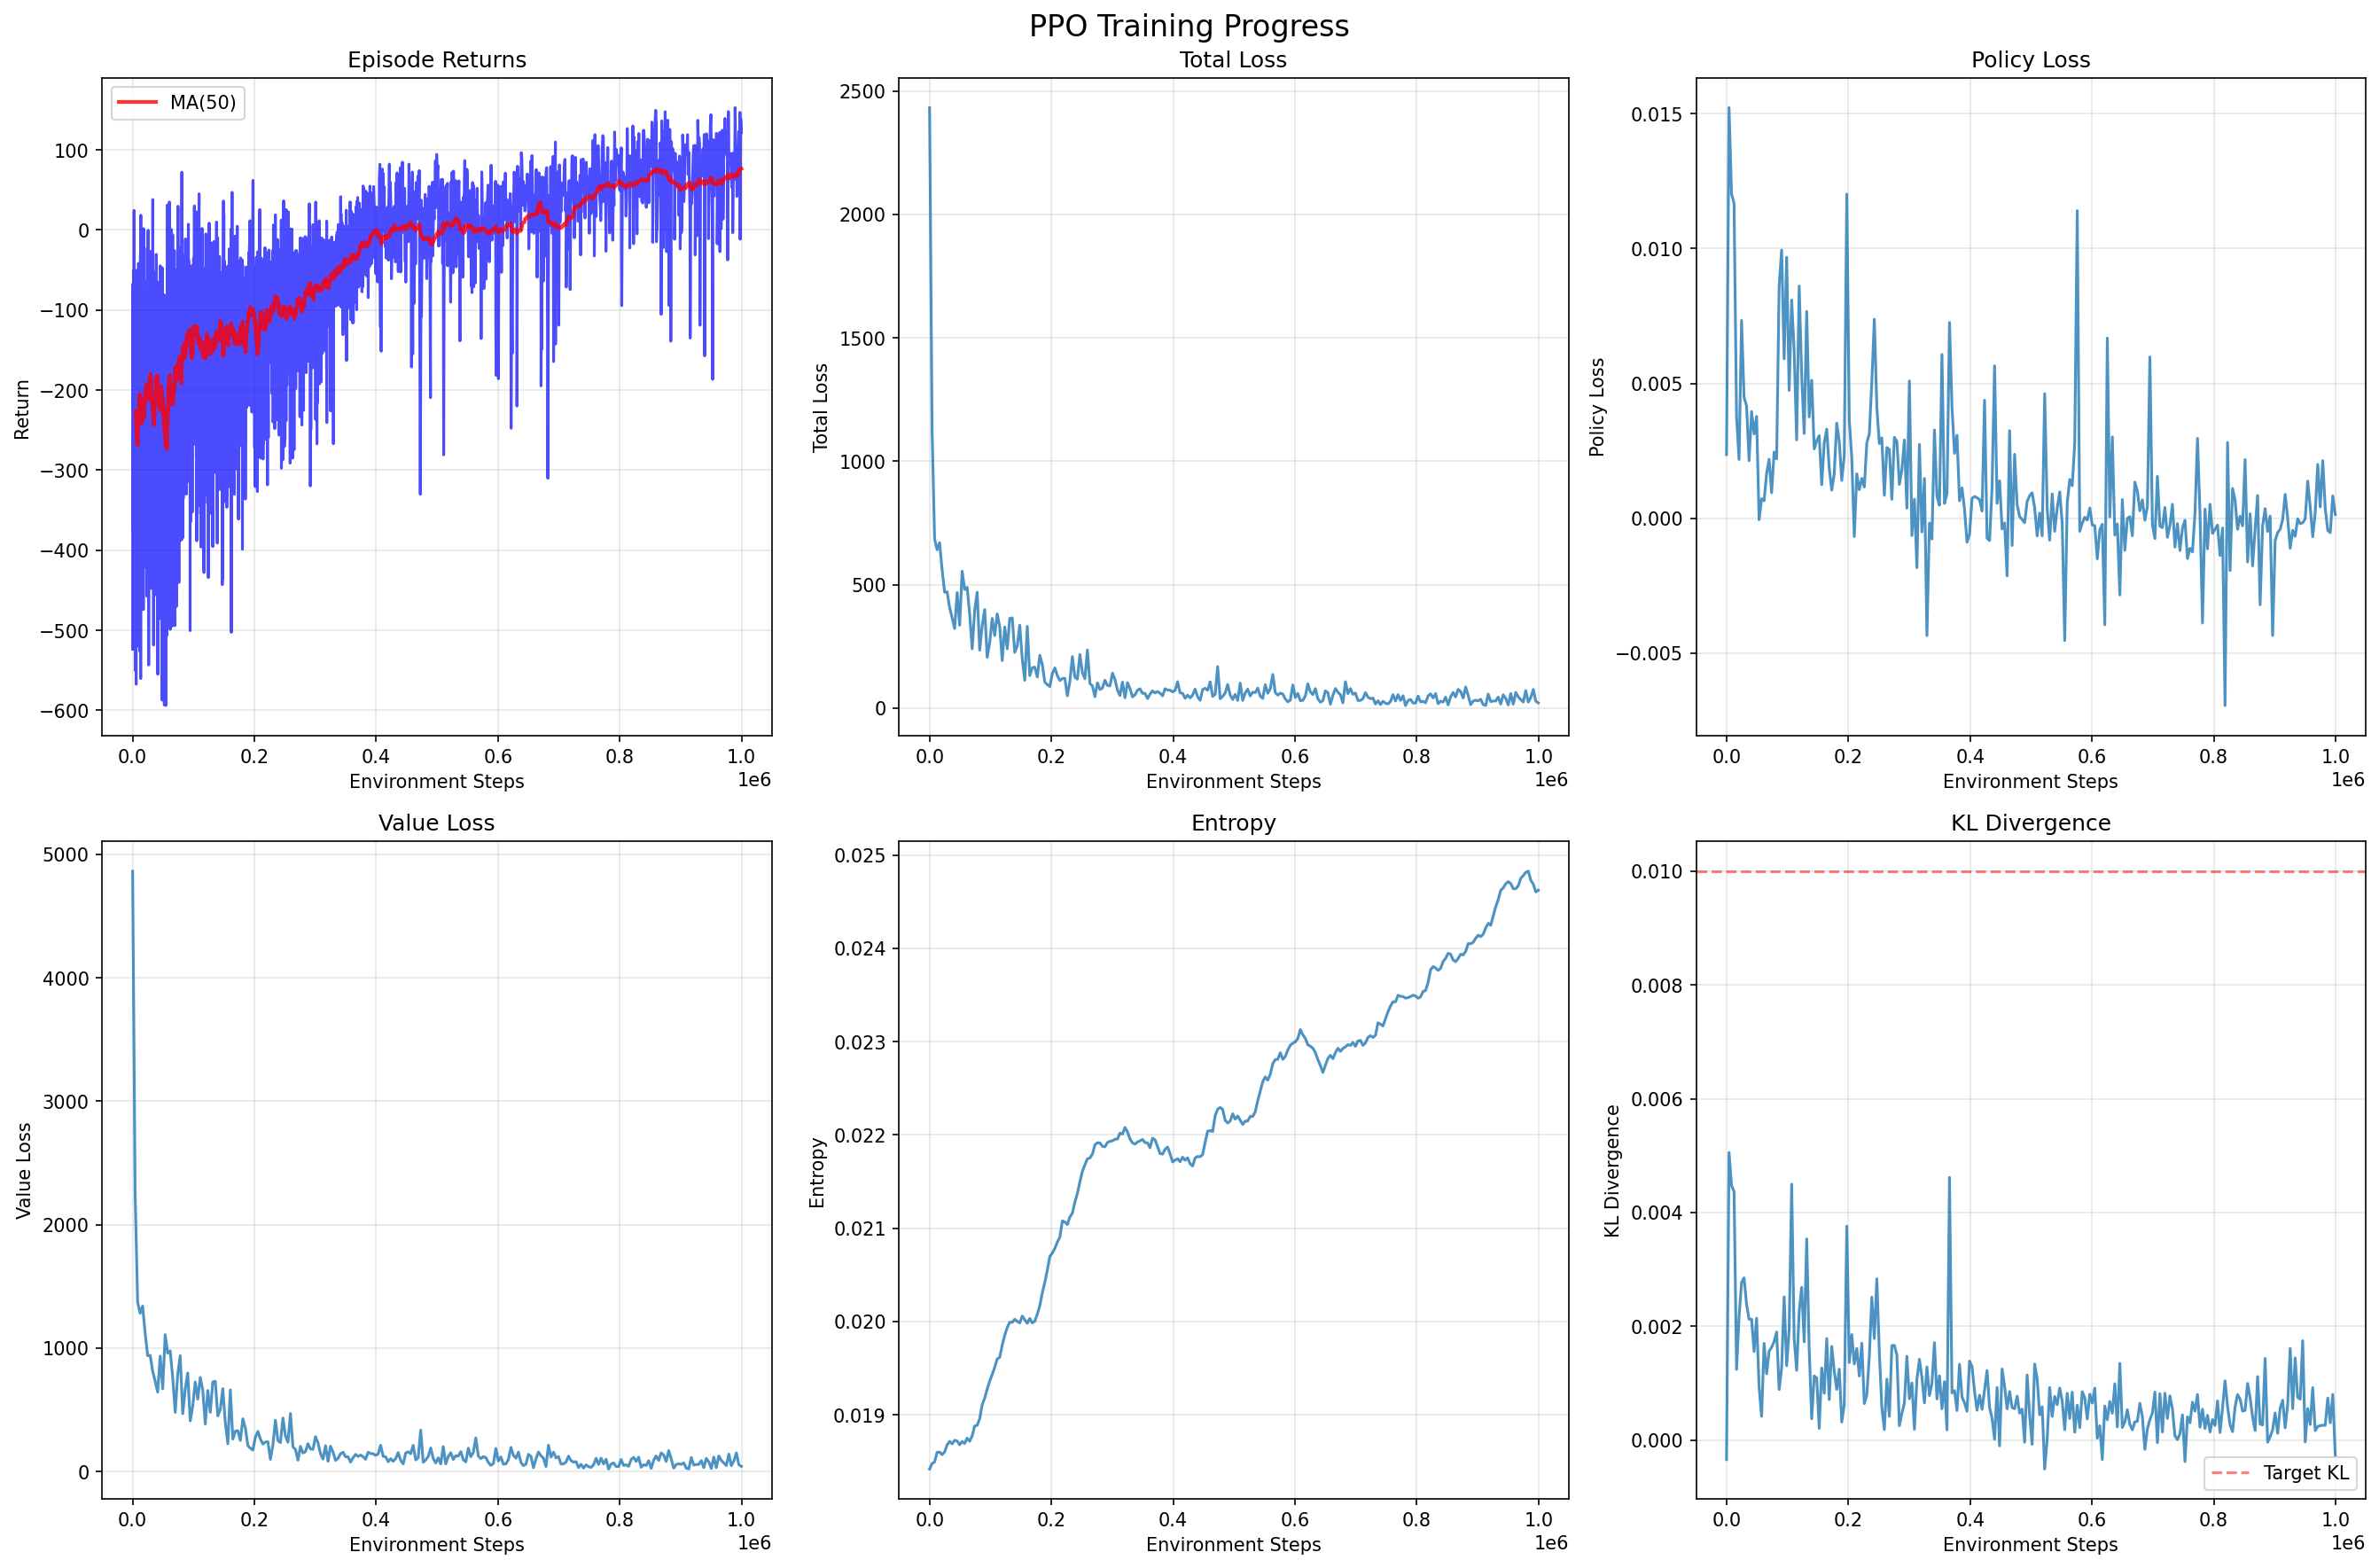 PPO Training Progress
Episode Returns
MA(50)
100
0
−100
−200
−300
−400
−500
−600
Return
0.0 0.2 0.4 0.6 0.8 1.0
1e6
Environment Steps
Total Loss
2500
2000
1500
1000
500
0
Total Loss
0.0 0.2 0.4 0.6 0.8 1.0
1e6
Environment Steps
Policy Loss
0.015
0.010
0.005
0.000
−0.005
Policy Loss
0.0 0.2 0.4 0.6 0.8 1.0
1e6
Environment Steps
Value Loss
5000
4000
3000
2000
1000
0
Value Loss
0.0 0.2 0.4 0.6 0.8 1.0
1e6
Environment Steps
Entropy
0.025
0.024
0.023
0.022
0.021
0.020
0.019
Entropy
0.0 0.2 0.4 0.6 0.8 1.0
1e6
Environment Steps
KL Divergence
0.010
0.008
0.006
0.004
0.002
0.000
KL Divergence
Target KL
0.0 0.2 0.4 0.6 0.8 1.0
1e6
Environment Steps